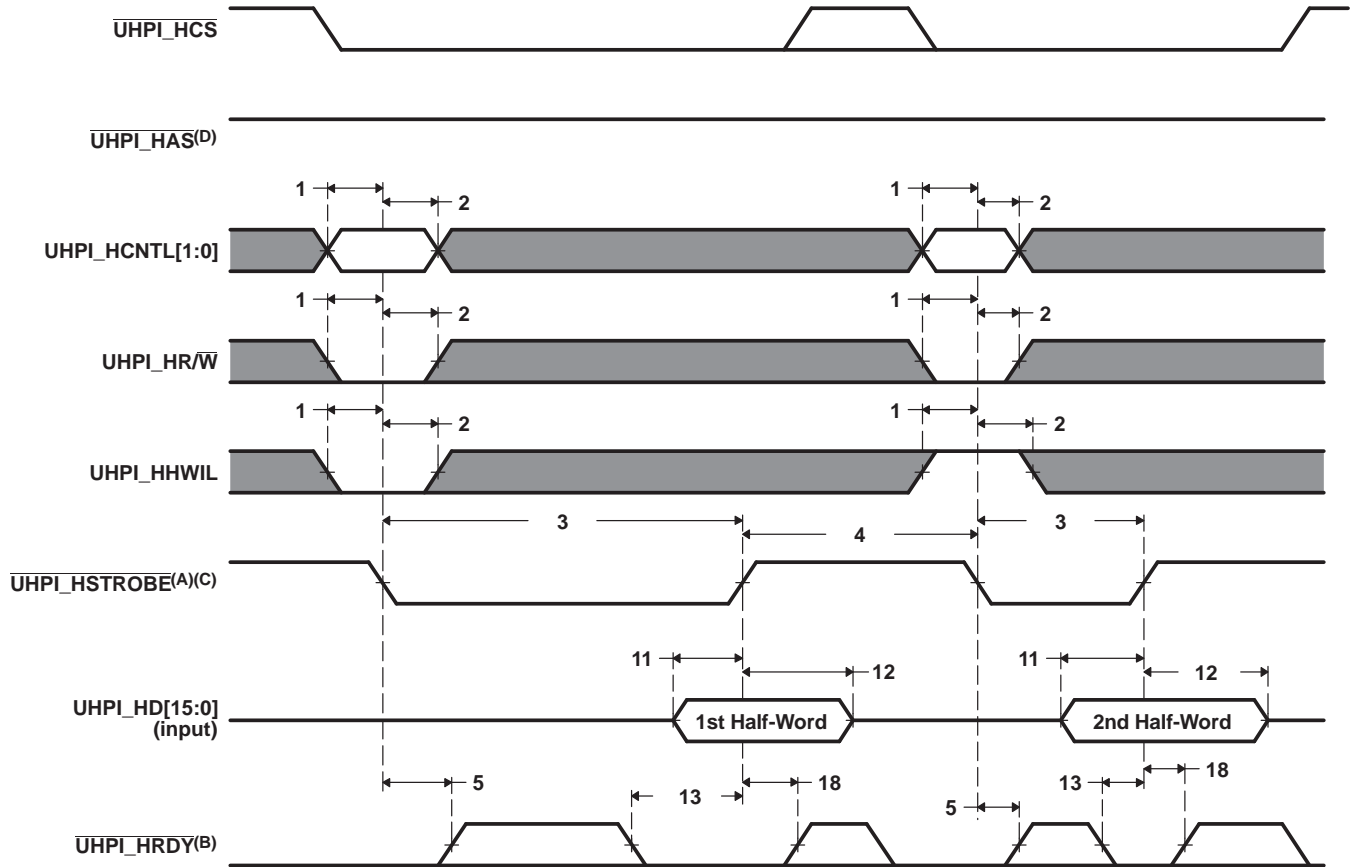 UHPI_HCS
UHPI_HAS(D)
1 2 1 2
UHPI_HCNTL[1:0]
1 2 1 2
UHPI_HR/W
1 2 1 2
UHPI_HHWIL
3 4 3
UHPI_HSTROBE(A)(C)
11 12 11 12
UHPI_HD[15:0]
(input)
1st Half-Word 2nd Half-Word
5 13 18 5 13 18
UHPI_HRDY(B)